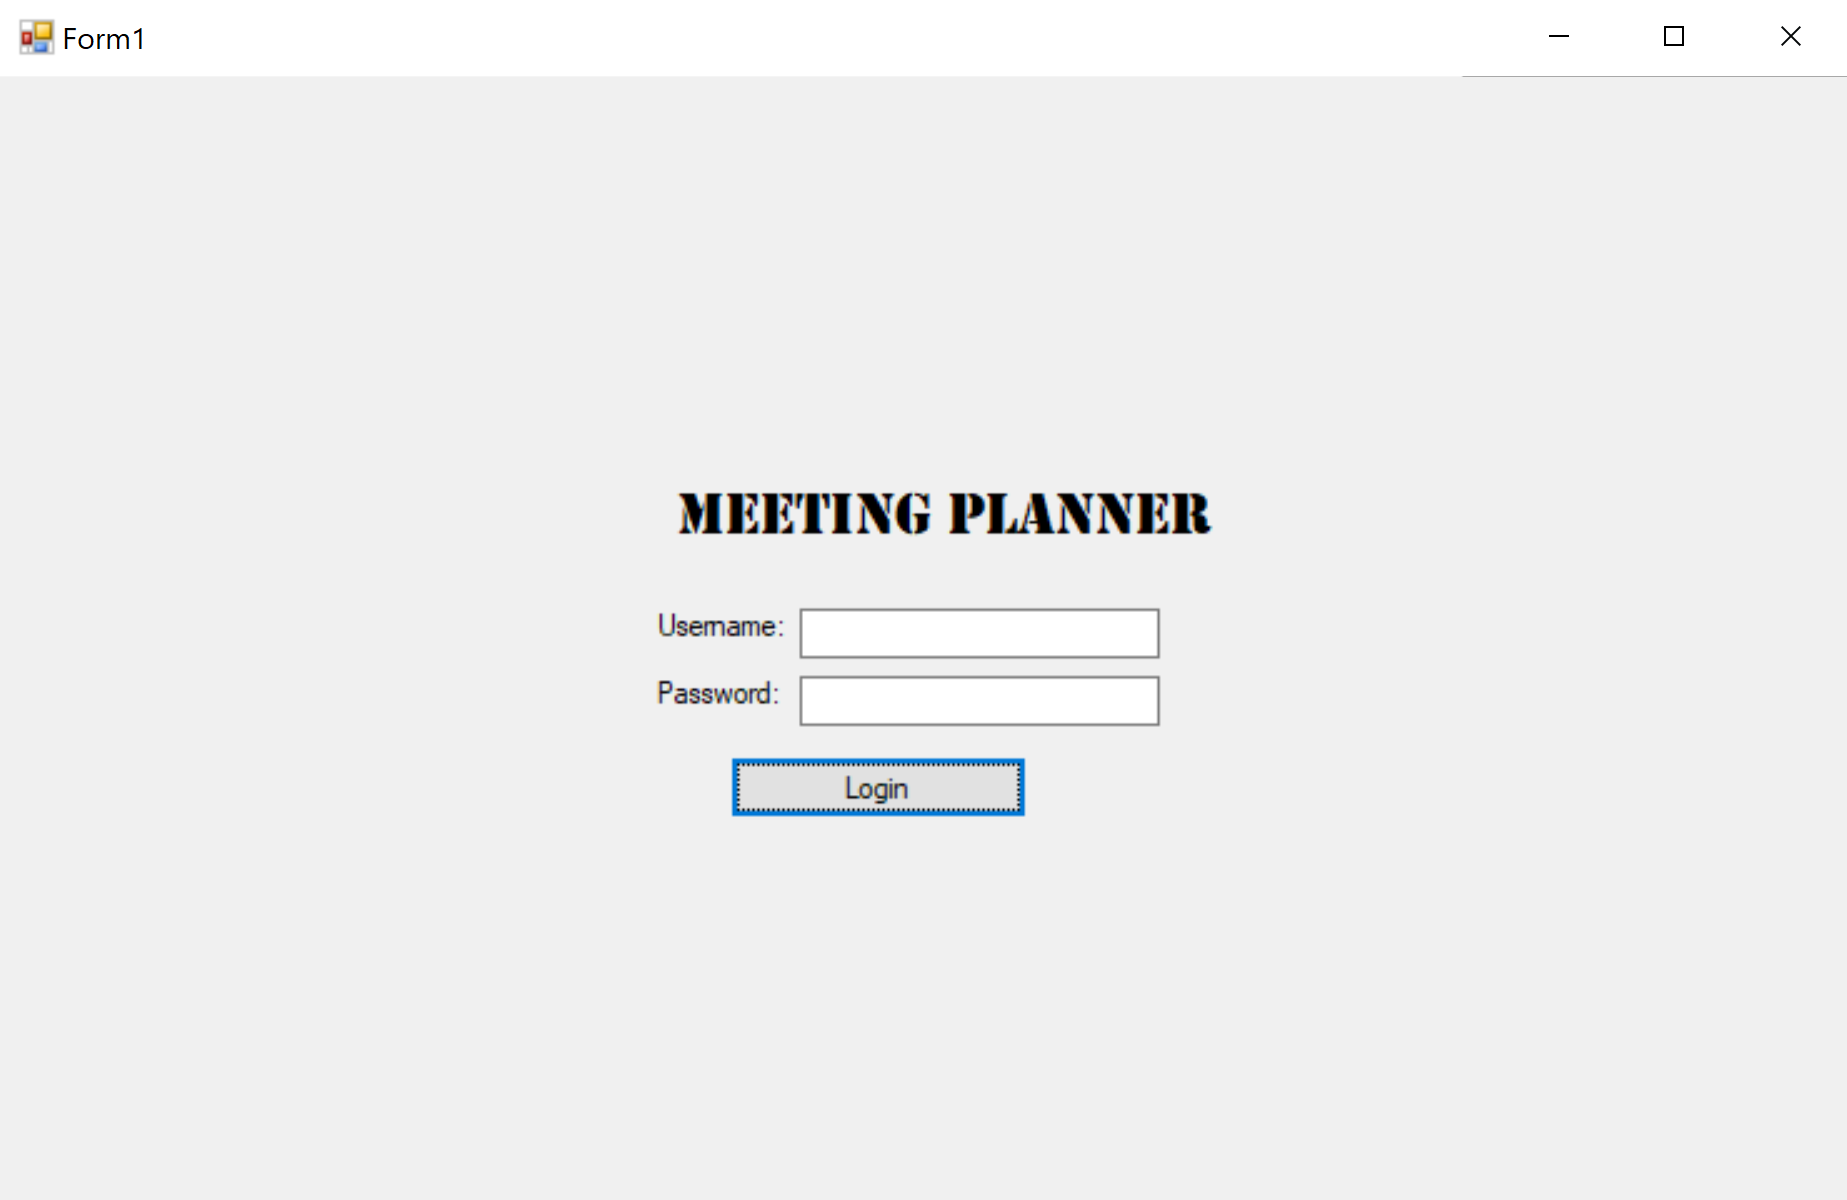 Form1
MEETING PLANNER
Username:
Password:
Login